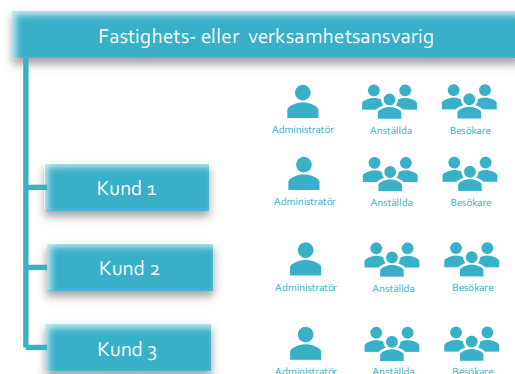 Fastighets- eller verksamhetsansvarig
Administratör Anställda Besökare
Kund 1
Administratör Anställda Besökare
Kund 2
Administratör Anställda Besökare
Kund 3
Administratör Anställda Besökare